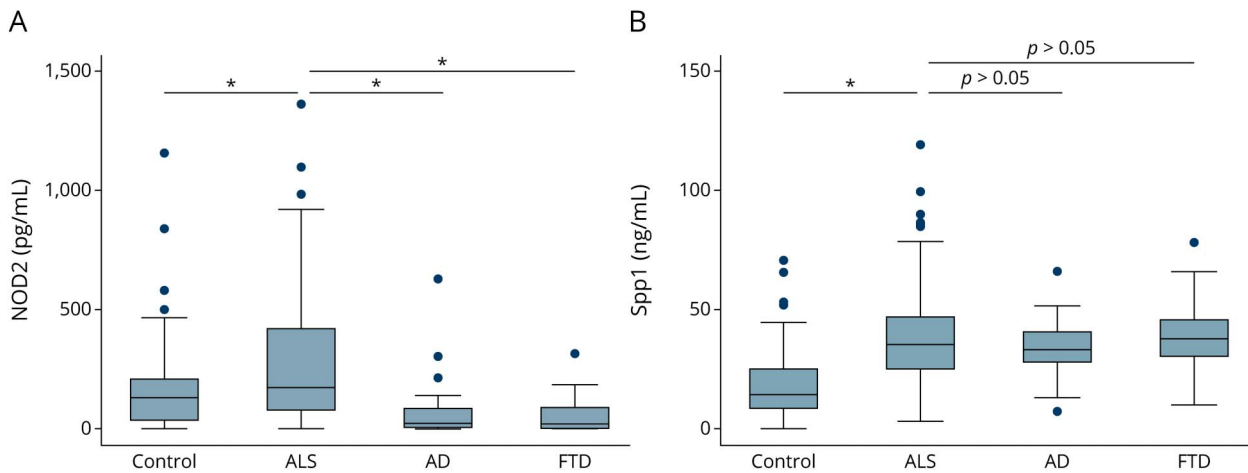 A
NOD2 (pg/mL)
1,500
1,000
500
0
*
*
*
Control
ALS
AD
FTD
B
Spp1 (ng/mL)
150
100
50
0
p > 0.05
*
p > 0.05
Control
ALS
AD
FTD